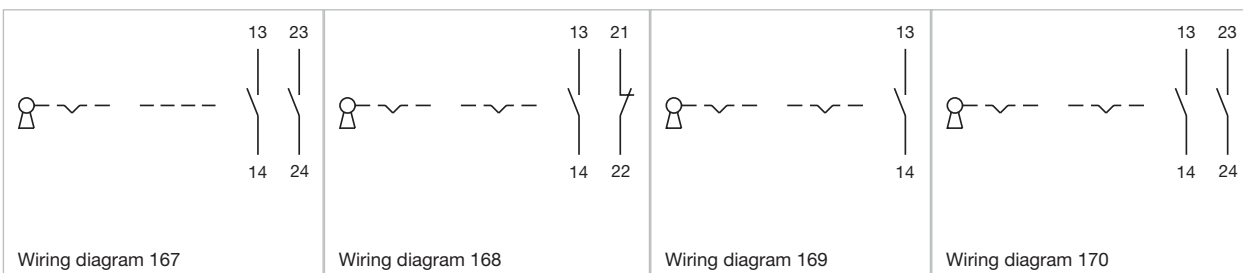 13 23
14 24
Wiring diagram 167
13 21
14 22
Wiring diagram 168
13
14
Wiring diagram 169
13 23
14 24
Wiring diagram 170